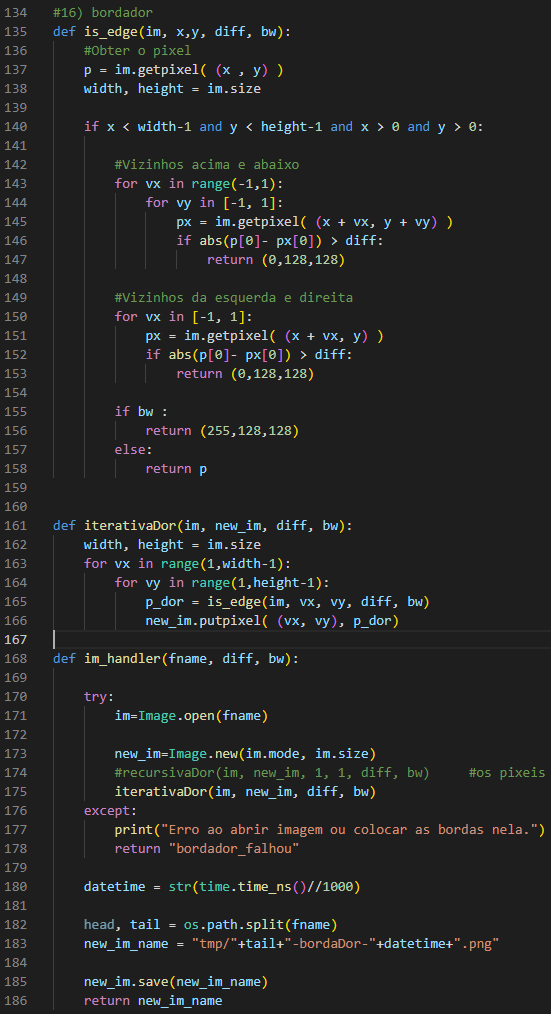 134 #16) bordador
135 def is_edge(im, x,y, diff, bw):
136     #Obter o pixel
137     p = im.getpixel( (x , y) )
138     width, height = im.size
139
140     if x < width-1 and y < height-1 and x > 0 and y > 0:
141
142         #Vizinhos acima e abaixo
143         for vx in range(-1,1):
144             for vy in [-1, 1]:
145                 px = im.getpixel( (x + vx, y + vy) )
146                 if abs(p[0]- px[0]) > diff:
147                     return (0,128,128)
148
149         #Vizinhos da esquerda e direita
150         for vx in [-1, 1]:
151             px = im.getpixel( (x + vx, y) )
152             if abs(p[0]- px[0]) > diff:
153                 return (0,128,128)
154
155         if bw :
156             return (255,128,128)
157         else:
158             return p
159
160
161 def iterativaDor(im, new_im, diff, bw):
162     width, height = im.size
163     for vx in range(1,width-1):
164         for vy in range(1,height-1):
165             p_dor = is_edge(im, vx, vy, diff, bw)
166             new_im.putpixel( (vx, vy), p_dor)
167
168 def im_handler(fname, diff, bw):
169
170     try:
171         im=Image.open(fname)
172
173         new_im=Image.new(im.mode, im.size)
174         #recursivaDor(im, new_im, 1, 1, diff, bw)     #os pixeis
175         iterativaDor(im, new_im, diff, bw)
176     except:
177         print("Erro ao abrir imagem ou colocar as bordas nela.")
178         return "bordador_falhou"
179
180     datetime = str(time.time_ns()//1000)
181
182     head, tail = os.path.split(fname)
183     new_im_name = "tmp/"+tail+"-bordaDor-"+datetime+".png"
184
185     new_im.save(new_im_name)
186     return new_im_name